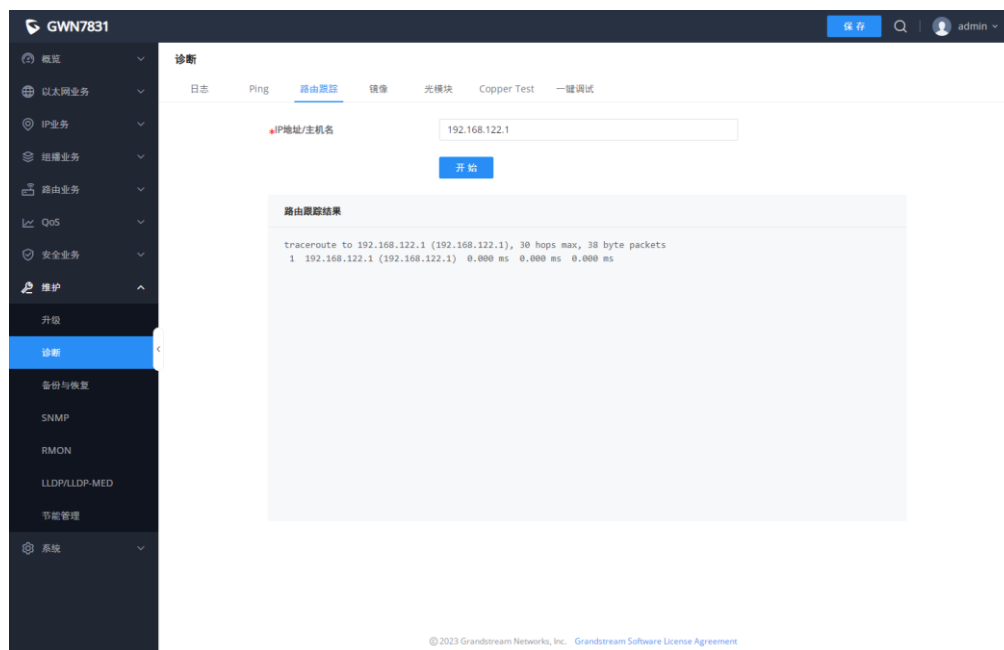 GWN7831
保存
admin
概览
以太网业务
IP业务
组播业务
路由业务
QoS
安全业务
维护
升级
诊断
备份与恢复
SNMP
RMON
LLDP/LLDP-MED
节能管理
系统
诊断
日志 Ping 路由跟踪 镜像 光模块 Copper Test 一键调试
*IP地址/主机名 192.168.122.1
开始
路由跟踪结果
traceroute to 192.168.122.1 (192.168.122.1), 30 hops max, 38 byte packets
1 192.168.122.1 (192.168.122.1) 0.000 ms 0.000 ms 0.000 ms
©2023 Grandstream Networks, Inc. Grandstream Software License Agreement